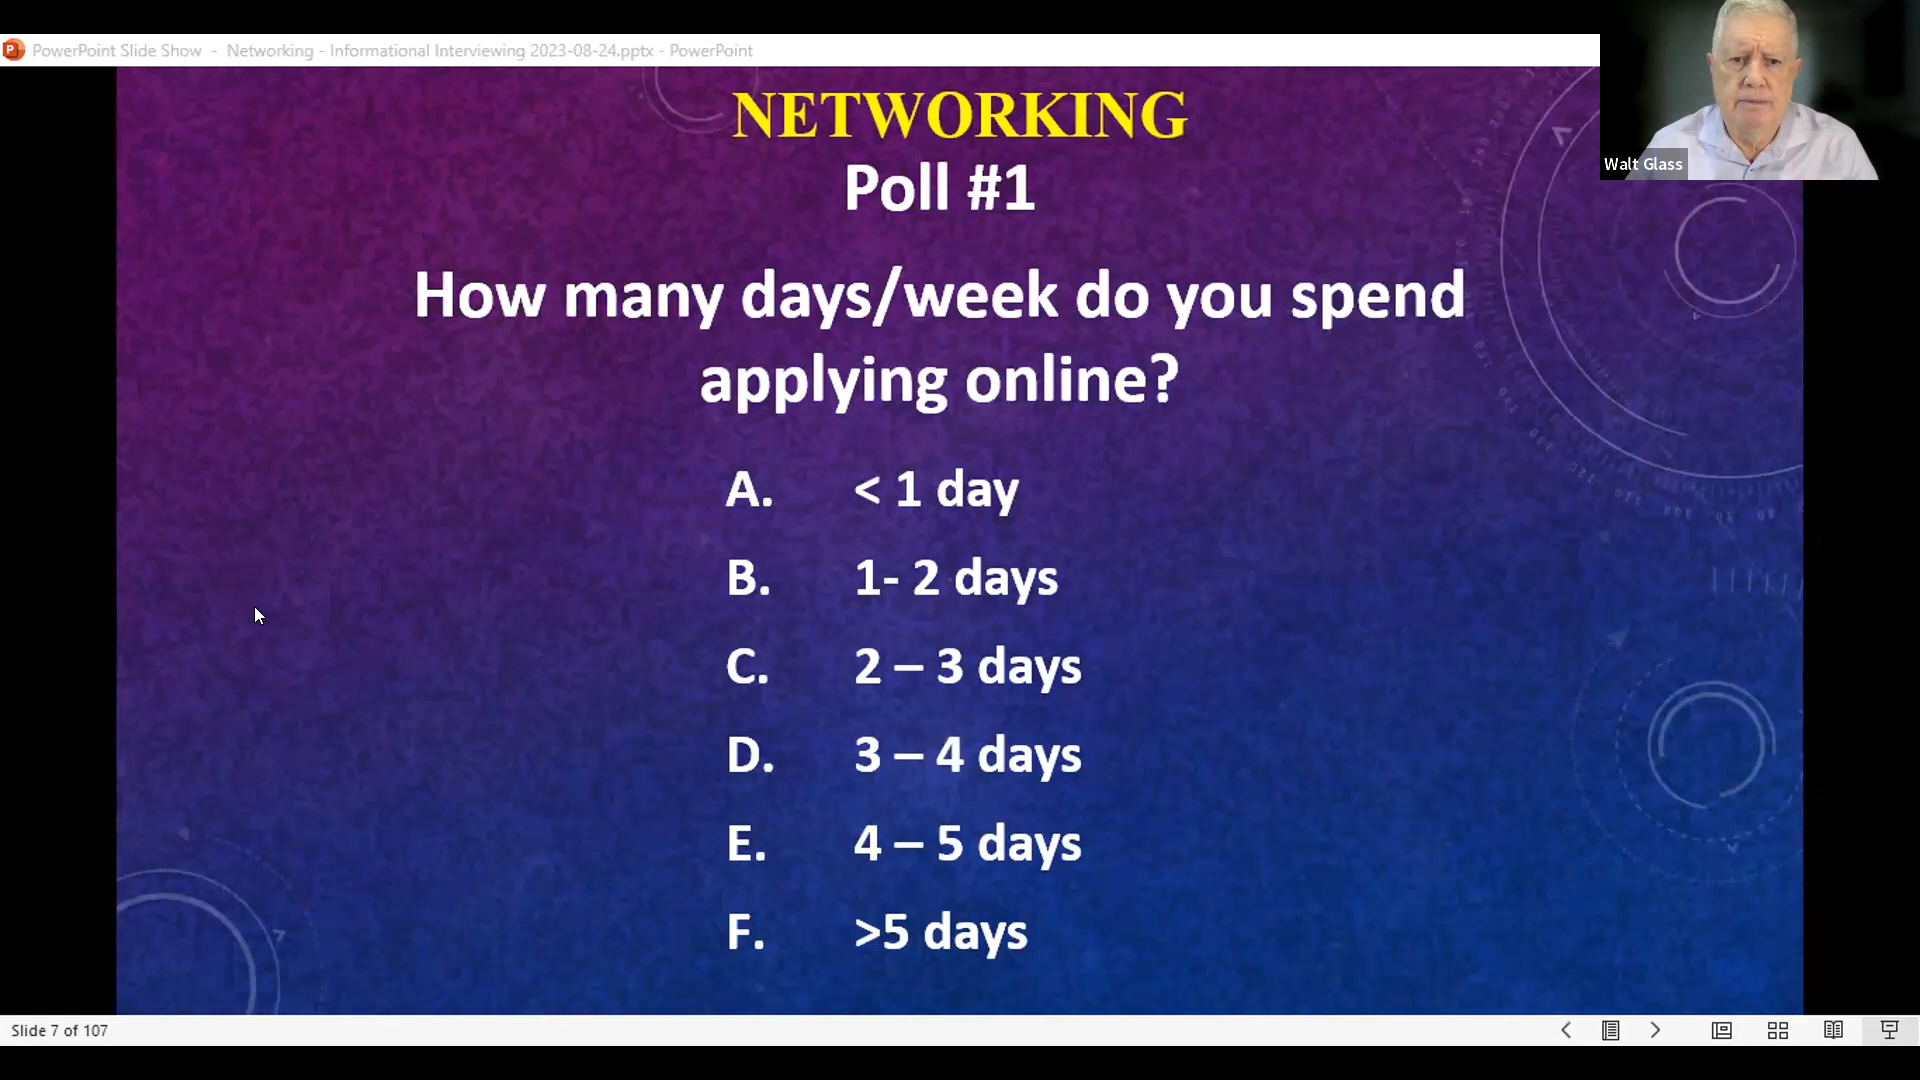 PowerPoint Slide Show - Networking - Informational Interviewing 2023-08-24.pptx - PowerPoint
Walt Glass
NETWORKING
Poll #1
How many days/week do you spend
applying online?
A. < 1 day
B. 1- 2 days
C. 2 – 3 days
D. 3 – 4 days
E. 4 – 5 days
F. >5 days
Slide 7 of 107